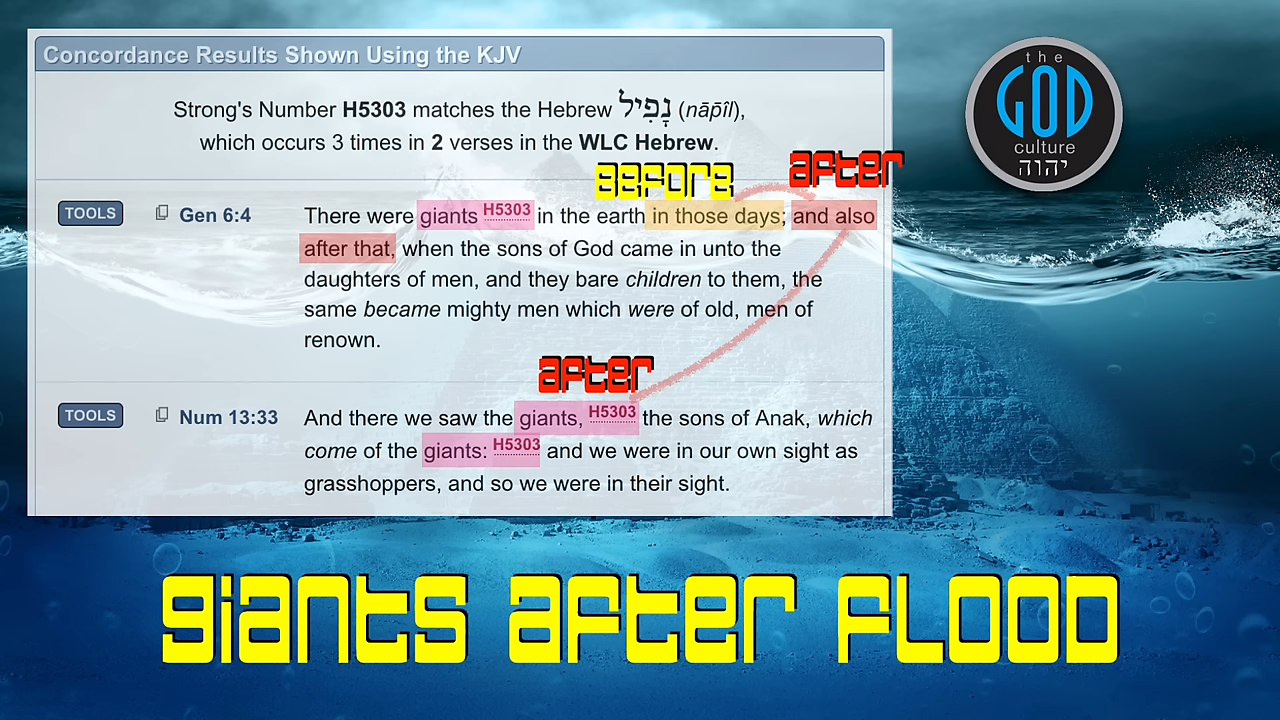 Concordance Results Shown Using the KJV
the
GOD
culture
יהוה
Strong's Number H5303 matches the Hebrew נָפִיל (nāpîl),
which occurs 3 times in 2 verses in the WLC Hebrew.
Before
After
TOOLS
Gen 6:4
There were giants H5303 in the earth in those days; and also
after that, when the sons of God came in unto the
daughters of men, and they bare children to them, the
same became mighty men which were of old, men of
renown.
After
TOOLS
Num 13:33
And there we saw the giants, H5303 the sons of Anak, which
come of the giants: H5303 and we were in our own sight as
grasshoppers, and so we were in their sight.
Giants After Flood